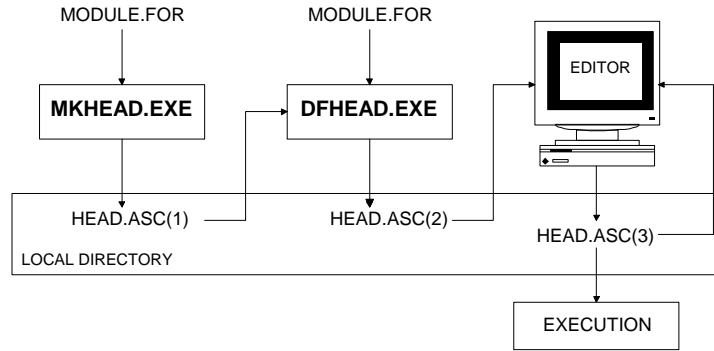 MODULE.FOR
MODULE.FOR
EDITOR
MKHEAD.EXE
DFHEAD.EXE
HEAD.ASC(1)
HEAD.ASC(2)
HEAD.ASC(3)
LOCAL DIRECTORY
EXECUTION